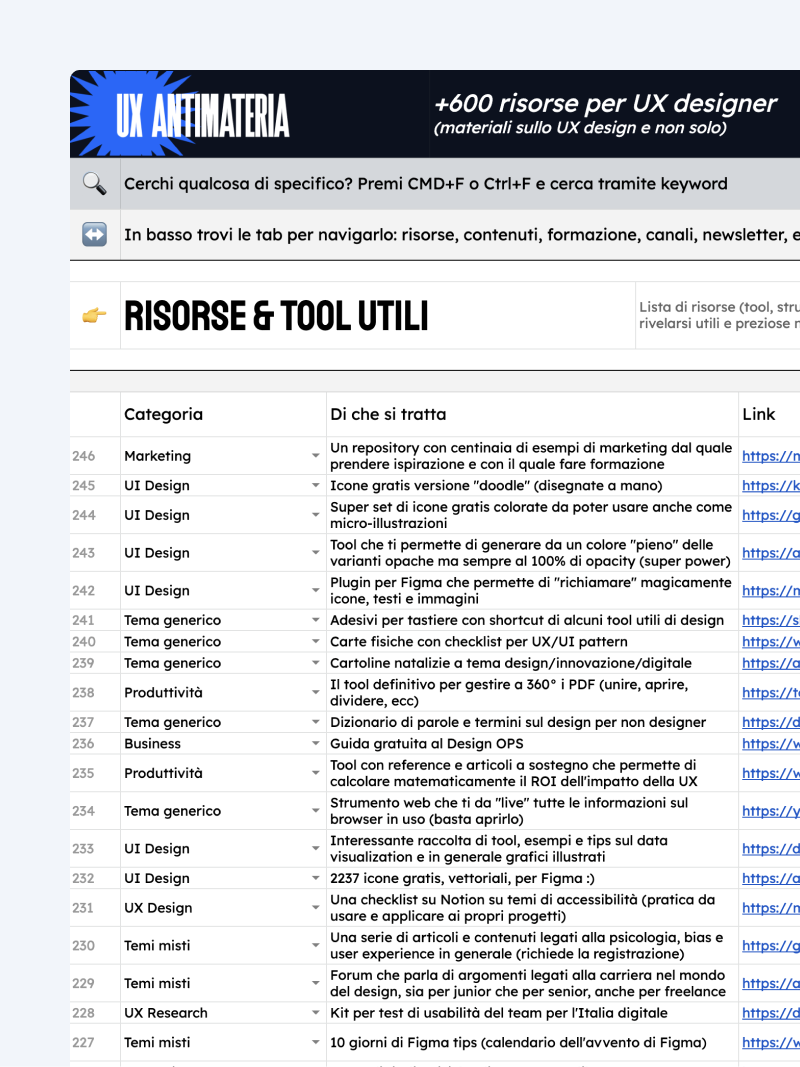 UX ANTIMATERIA
+600 risorse per UX designer
(materiali sullo UX design e non solo)
Cerchi qualcosa di specifico? Premi CMD+F o Ctrl+F e cerca tramite keyword
In basso trovi le tab per navigarlo: risorse, contenuti, formazione, canali, newsletter, e
RISORSE & TOOL UTILI
Lista di risorse (tool, stru
rivelarsi utili e preziose n
Categoria
Di che si tratta
Link
246
Marketing
Un repository con centinaia di esempi di marketing dal quale
prendere ispirazione e con il quale fare formazione
https://m
245
UI Design
Icone gratis versione "doodle" (disegnate a mano)
https://k
244
UI Design
Super set di icone gratis colorate da poter usare anche come
micro-illustrazioni
https://g
243
UI Design
Tool che ti permette di generare da un colore "pieno" delle
varianti opache ma sempre al 100% di opacity (super power)
https://a
242
UI Design
Plugin per Figma che permette di "richiamare" magicamente
icone, testi e immagini
https://m
241
Tema generico
Adesivi per tastiere con shortcut di alcuni tool utili di design
https://sl
240
Tema generico
Carte fisiche con checklist per UX/UI pattern
https://w
239
Tema generico
Cartoline natalizie a tema design/innovazione/digitale
https://a
238
Produttività
Il tool definitivo per gestire a 360° i PDF (unire, aprire,
dividere, ecc)
https://to
237
Tema generico
Dizionario di parole e termini sul design per non designer
https://d
236
Business
Guida gratuita al Design OPS
https://w
235
Produttività
Tool con reference e articoli a sostegno che permette di
calcolare matematicamente il ROI dell'impatto della UX
https://w
234
Tema generico
Strumento web che ti da "live" tutte le informazioni sul
browser in uso (basta aprirlo)
https://y
233
UI Design
Interessante raccolta di tool, esempi e tips sul data
visualization e in generale grafici illustrati
https://d
232
UI Design
2237 icone gratis, vettoriali, per Figma :)
https://a
231
UX Design
Una checklist su Notion su temi di accessibilità (pratica da
usare e applicare ai propri progetti)
https://m
230
Temi misti
Una serie di articoli e contenuti legati alla psicologia, bias e
user experience in generale (richiede la registrazione)
https://g
229
Temi misti
Forum che parla di argomenti legati alla carriera nel mondo
del design, sia per junior che per senior, anche per freelance
https://a
228
UX Research
Kit per test di usabilità del team per l'Italia digitale
https://d
227
Temi misti
10 giorni di Figma tips (calendario dell'avvento di Figma)
https://w